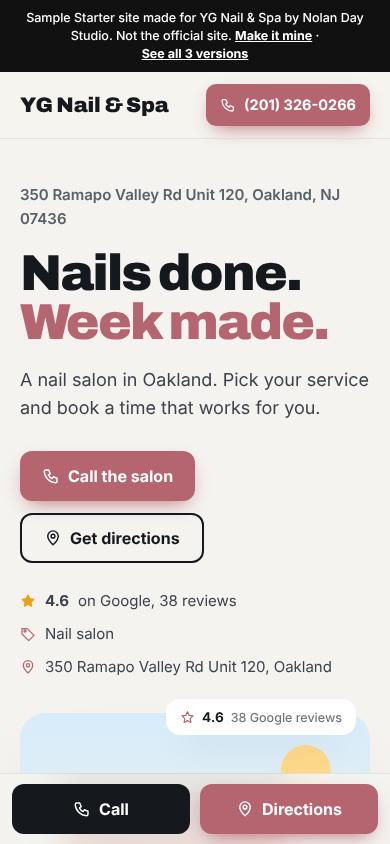 Sample Starter site made for YG Nail & Spa by Nolan Day
Studio. Not the official site. Make it mine ·
See all 3 versions
YG Nail & Spa
(201) 326-0266
350 Ramapo Valley Rd Unit 120, Oakland, NJ
07436
Nails done.
Week made.
A nail salon in Oakland. Pick your service
and book a time that works for you.
Call the salon
Get directions
4.6 on Google, 38 reviews
Nail salon
350 Ramapo Valley Rd Unit 120, Oakland
4.6 38 Google reviews
Call
Directions